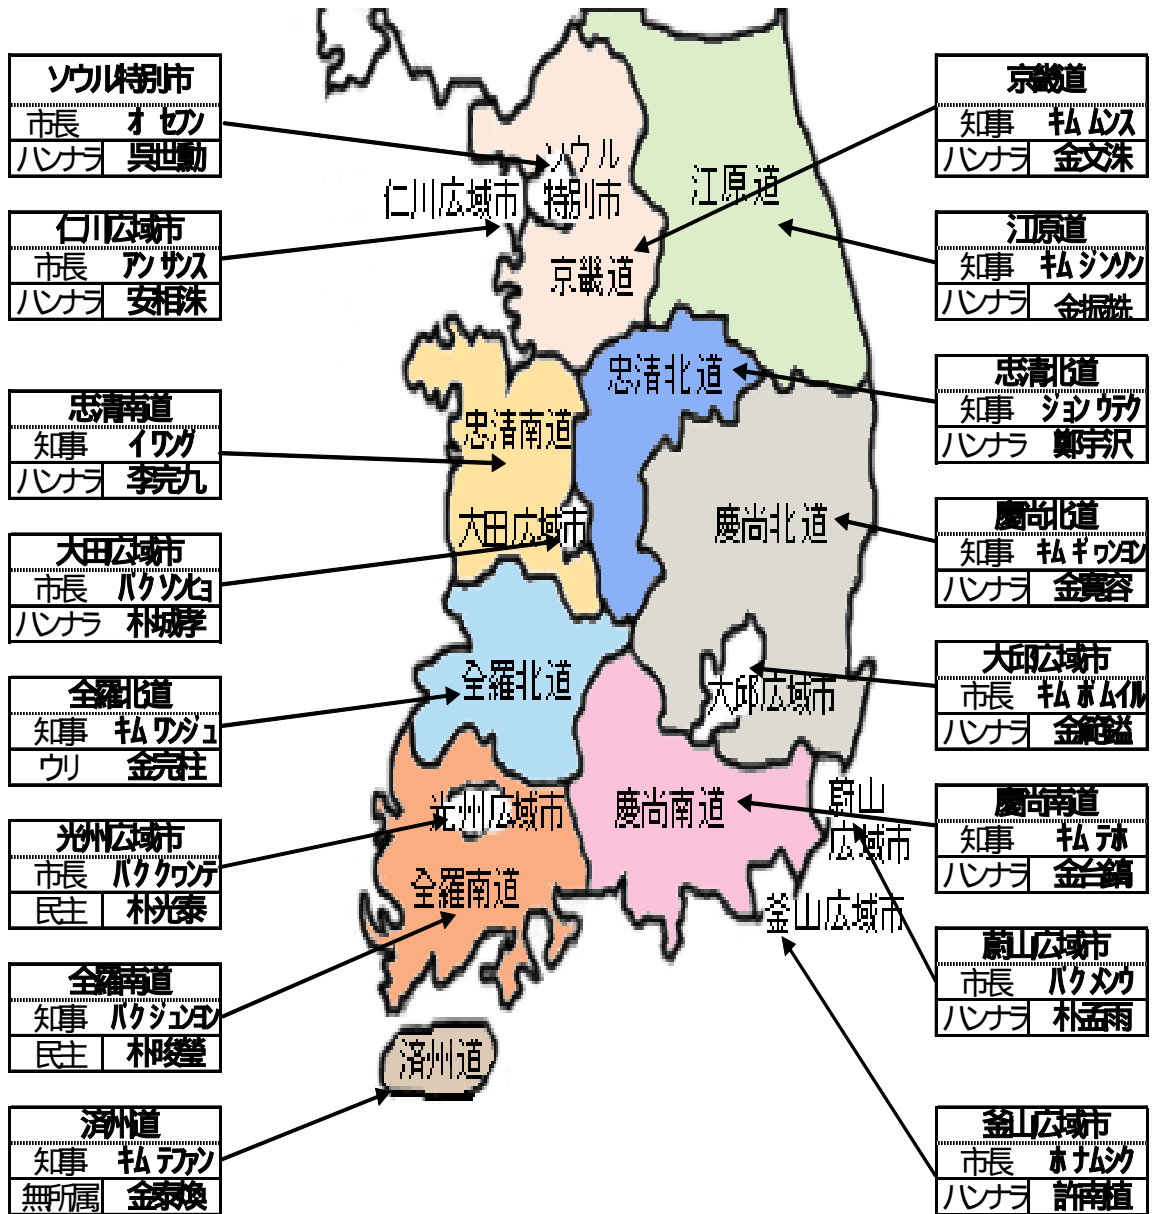 ソウル特別市
市長 オ セフン
ハンナラ 呉世勳
仁川広域市
市長 アン サンス
ハンナラ 安相洙
忠清南道
知事 イ ワング
ハンナラ 李完九
大田広域市
市長 パク ソンヒョ
ハンナラ 朴城孝
全羅北道
知事 キム ワンジュ
ウリ 金完柱
光州広域市
市長 パク クヮンテ
民主 朴光泰
全羅南道
知事 パク ジュンヨン
民主 朴晙瑩
済州道
知事 キム テファン
無所属 金泰煥
ソウル
特別市
仁川広域市
京畿道
江原道
忠清北道
忠清南道
大田広域市
慶尚北道
全羅北道
大邱広域市
光州広域市
慶尚南道
蔚山
広域市
全羅南道
釜山広域市
済州道
京畿道
知事 キム ムンス
ハンナラ 金文洙
江原道
知事 キム ジンソン
ハンナラ 金振兟
忠清北道
知事 ジョン ウテク
ハンナラ 鄭宇沢
慶尚北道
知事 キム ギヮンヨン
ハンナラ 金寛容
大邱広域市
市長 キム ボムイル
ハンナラ 金範鎰
慶尚南道
知事 キム テホ
ハンナラ 金台鎬
蔚山広域市
市長 パク メンウ
ハンナラ 朴孟雨
釜山広域市
市長 ホ ナムシク
ハンナラ 許南植